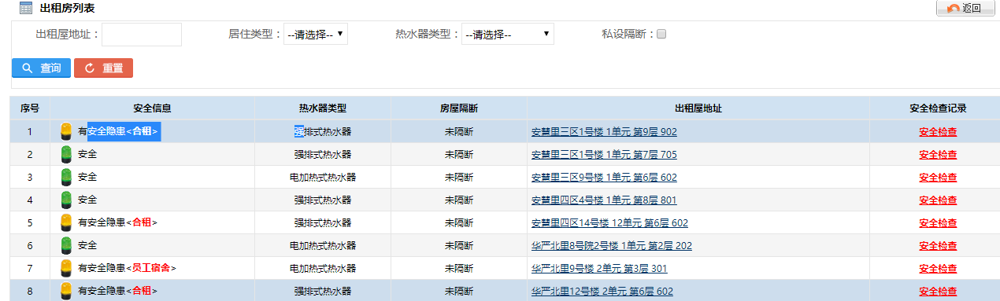 出租房列表 返回
出租屋地址： 居住类型： --请选择-- 热水器类型： --请选择-- 私设隔断：
查询 重置
序号 安全信息 热水器类型 房屋隔断 出租屋地址 安全检查记录
1 有安全隐患<合租> 强排式热水器 未隔断 安慧里三区1号楼 1单元 第9层 902 安全检查
2 安全 强排式热水器 未隔断 安慧里三区1号楼 1单元 第7层 705 安全检查
3 安全 电加热式热水器 未隔断 安慧里三区9号楼 1单元 第6层 602 安全检查
4 安全 强排式热水器 未隔断 安慧里四区4号楼 1单元 第8层 801 安全检查
5 有安全隐患<合租> 强排式热水器 未隔断 安慧里四区14号楼 12单元 第6层 602 安全检查
6 安全 电加热式热水器 未隔断 华严北里8号院2号楼 1单元 第2层 202 安全检查
7 有安全隐患<员工宿舍> 电加热式热水器 未隔断 华严北里9号楼 2单元 第3层 301 安全检查
8 有安全隐患<合租> 强排式热水器 未隔断 华严北里12号楼 2单元 第6层 602 安全检查